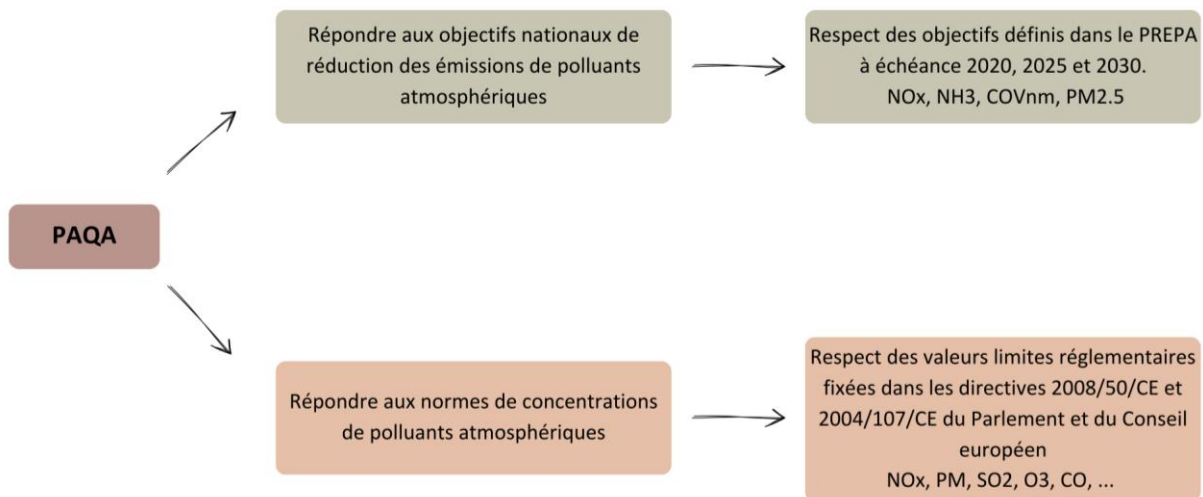 Répondre aux objectifs nationaux de
réduction des émissions de polluants
atmosphériques
Respect des objectifs définis dans le PREPA
à échéance 2020, 2025 et 2030.
NOx, NH3, COVnm, PM2.5
PAQA
Répondre aux normes de concentrations
de polluants atmosphériques
Respect des valeurs limites réglementaires
fixées dans les directives 2008/50/CE et
2004/107/CE du Parlement et du Conseil
européen
NOx, PM, SO2, O3, CO, ...